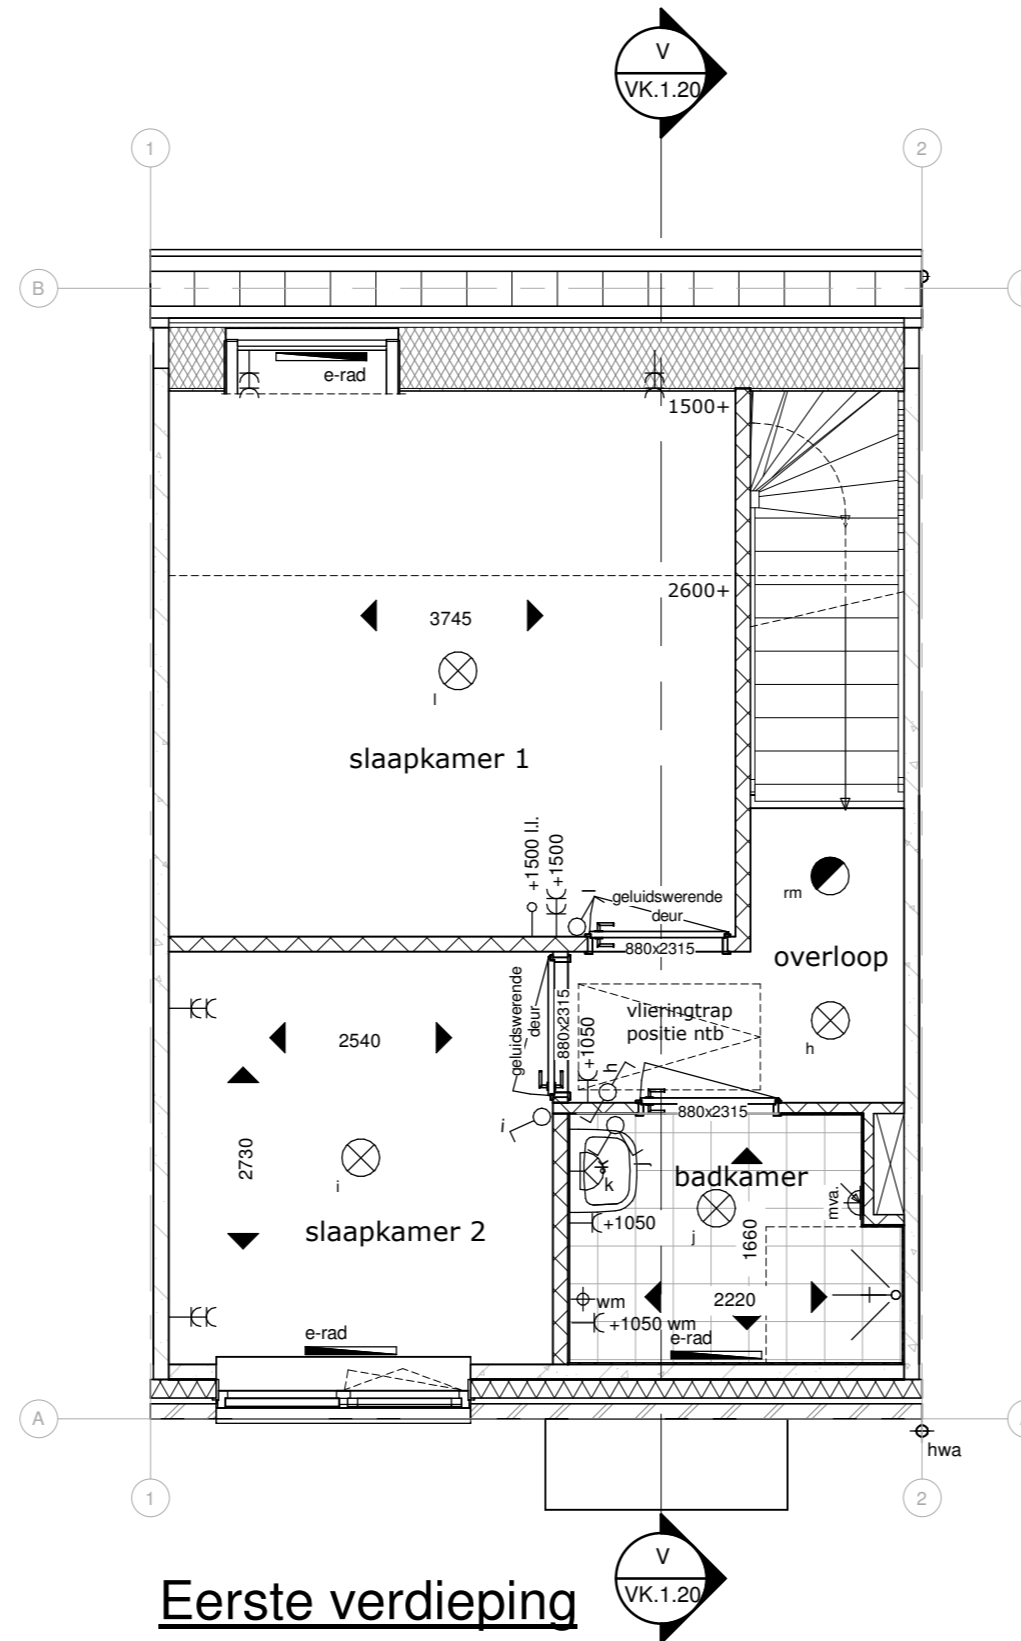 V
VK.1.20
1
2
B
e-rad
1500+
2600+
3745
l
slaapkamer 1
+1500 l.l.
+1500
l
geluidswerende
deur
880x2315
rm
overloop
h
geluidswerende
deur
880x2315
+1050
h
vlieringtrap
positie ntb
2540
2730
i
i
slaapkamer 2
880x2315
badkamer
k
j
k
+1050
j
1660
mva.
2220
wm
+1050 wm
e-rad
e-rad
A
hwa
1
2
V
VK.1.20
Eerste verdieping